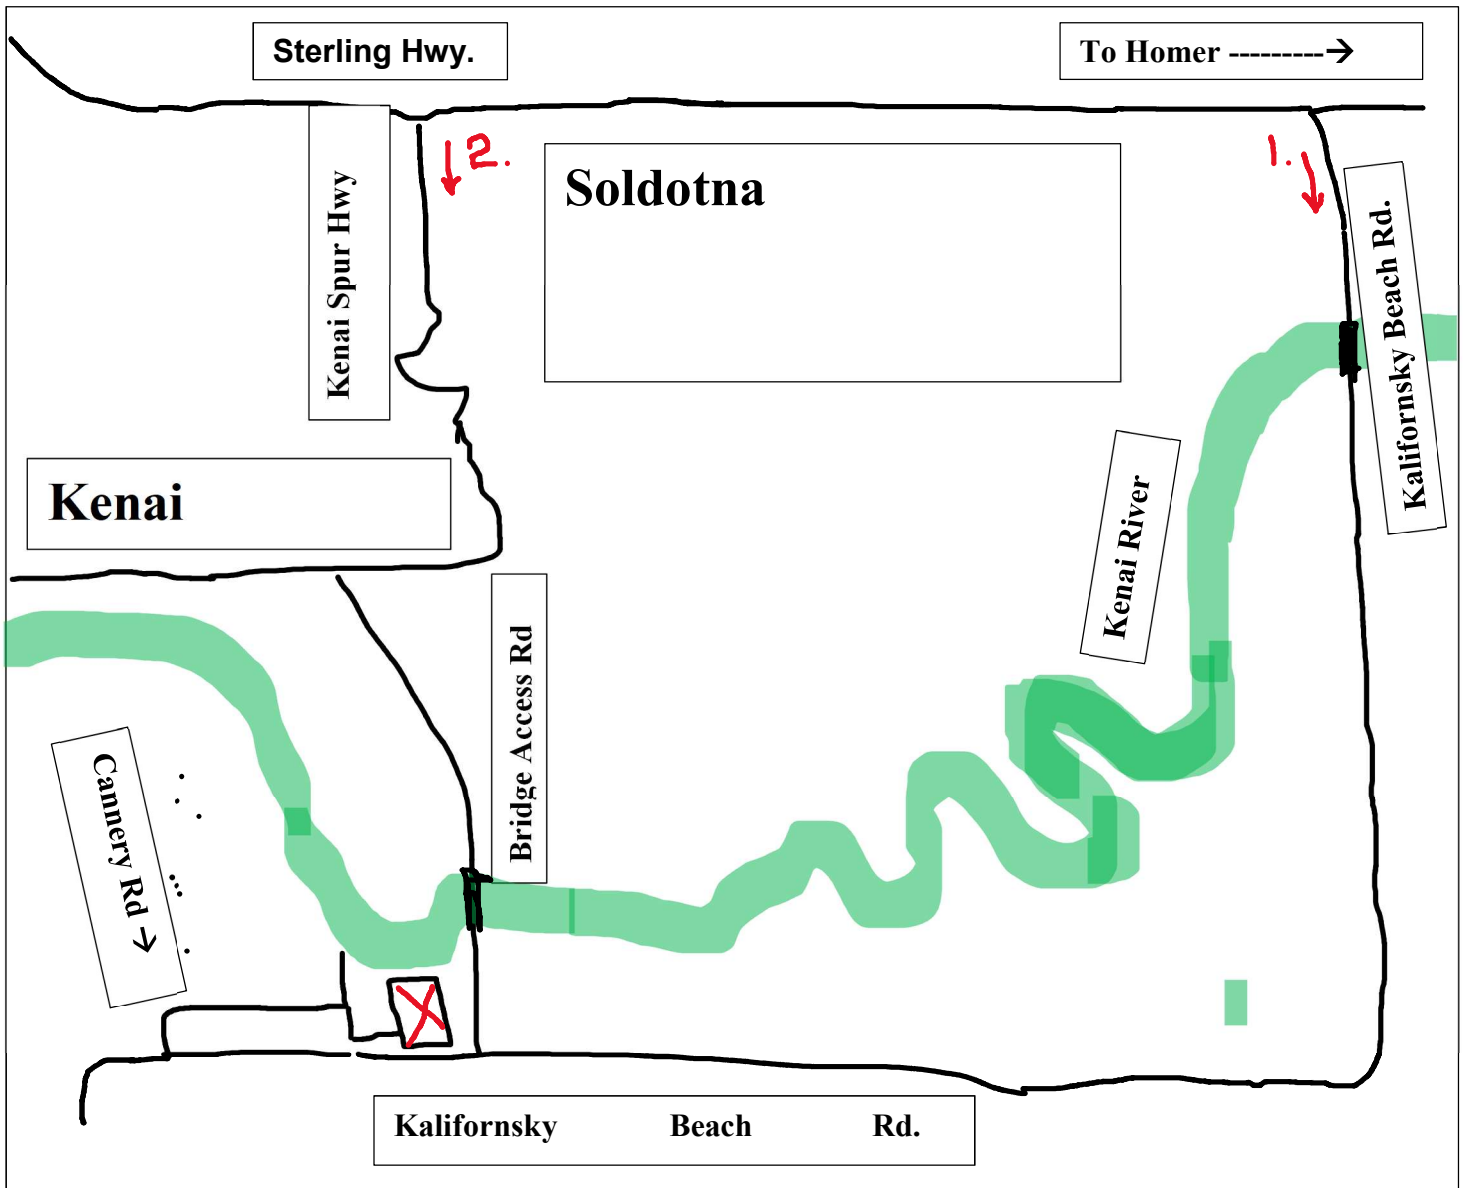 Sterling Hwy.
To Homer ---------→
Kenai Spur Hwy
2.
Soldotna
1.
Kalifornsky Beach Rd.
Kenai
Kenai River
Bridge Access Rd
Cannery Rd →
X
Kalifornsky Beach Rd.